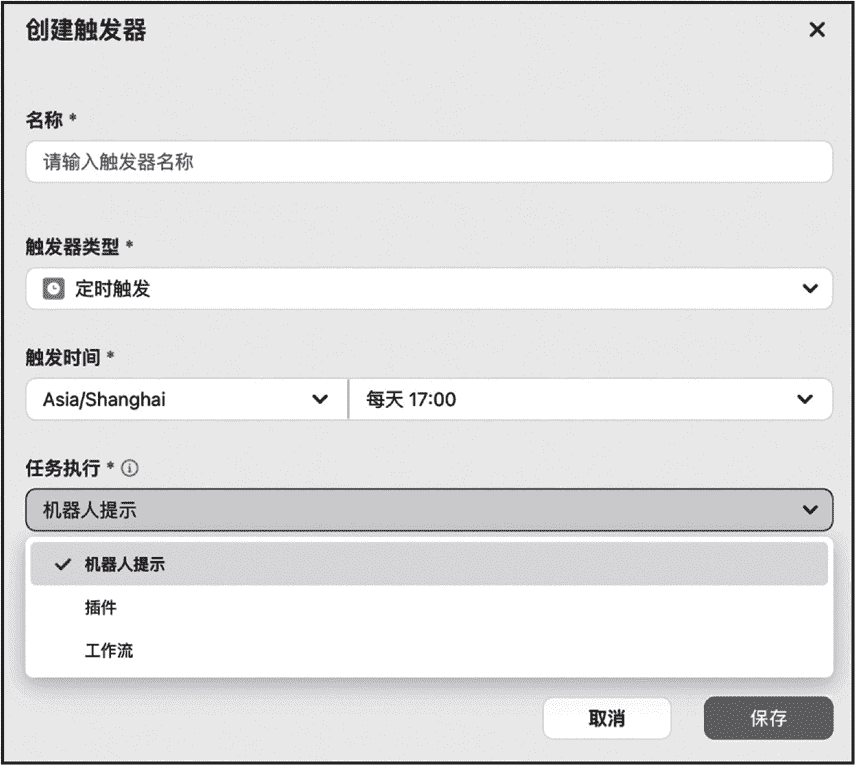 创建触发器
名称 *
请输入触发器名称
触发器类型 *
定时触发
触发时间 *
Asia/Shanghai 每天 17:00
任务执行 *
机器人提示
机器人提示
插件
工作流
取消 保存